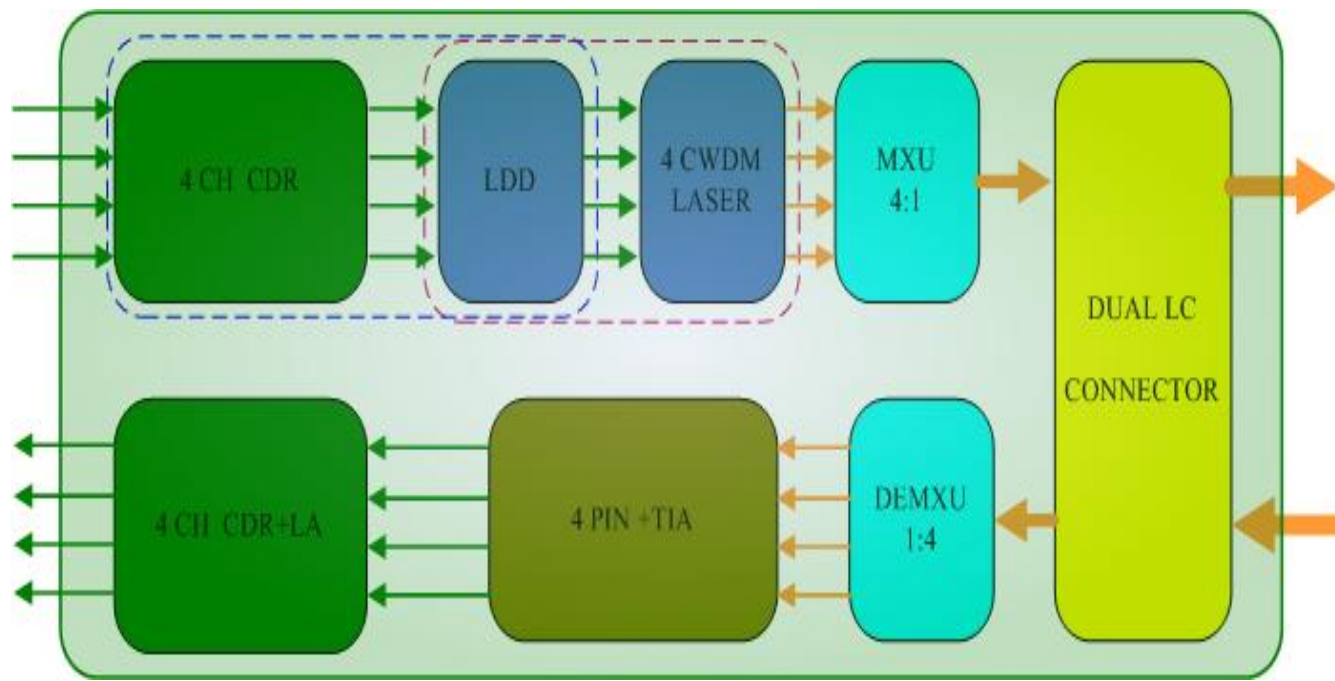 4 CH CDR
LDD
4 CWDM
LASER
MXU
4:1
DUAL LC
CONNECTOR
4 CH CDR+LA
4 PIN +TIA
DEMXU
1:4